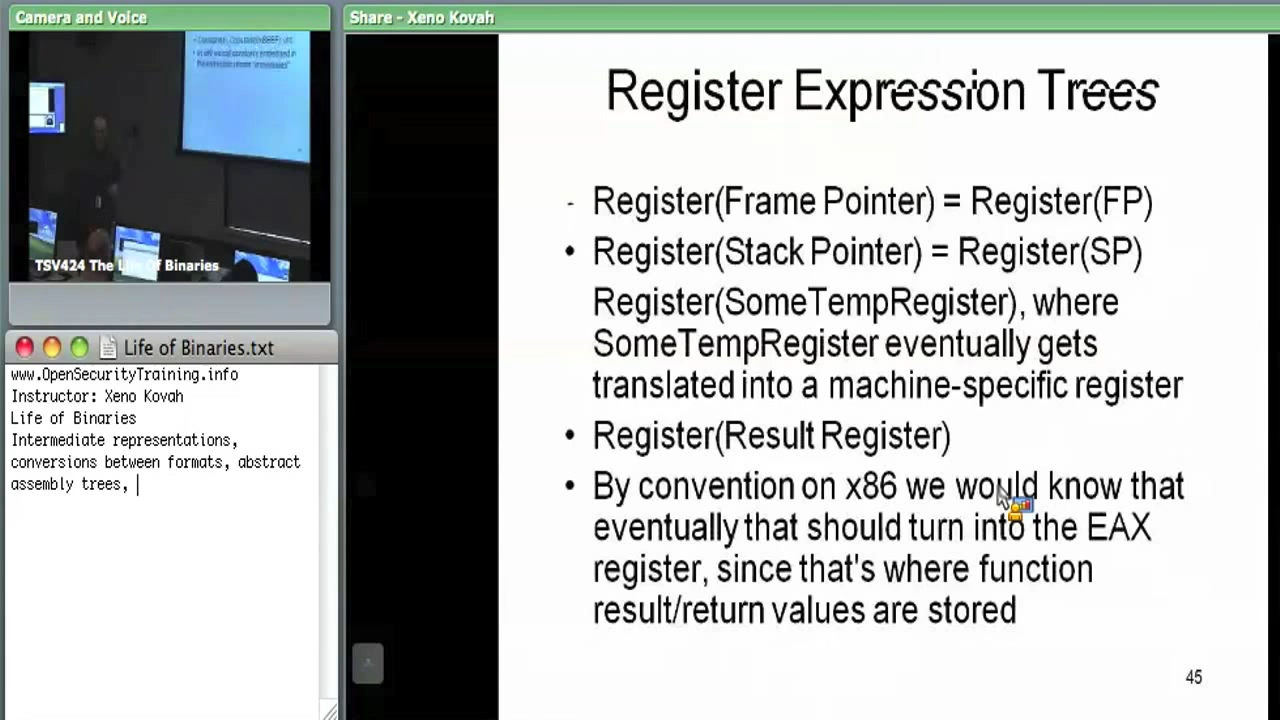 Camera and Voice
TSV424 The Life Of Binaries
Life of Binaries.txt
www.OpenSecurityTraining.info
Instructor: Xeno Kovah
Life of Binaries
Intermediate representations,
conversions between formats, abstract
assembly trees,
Share - Xeno Kovah
Register Expression Trees
- Register(Frame Pointer) = Register(FP)
• Register(Stack Pointer) = Register(SP)
Register(SomeTempRegister), where
SomeTempRegister eventually gets
translated into a machine-specific register
• Register(Result Register)
• By convention on x86 we would know that
eventually that should turn into the EAX
register, since that's where function
result/return values are stored
45